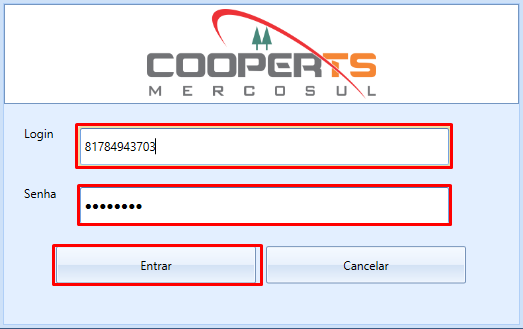 COOPERTS
MERCOSUL
Login
81784943703
Senha
••••••••
Entrar
Cancelar